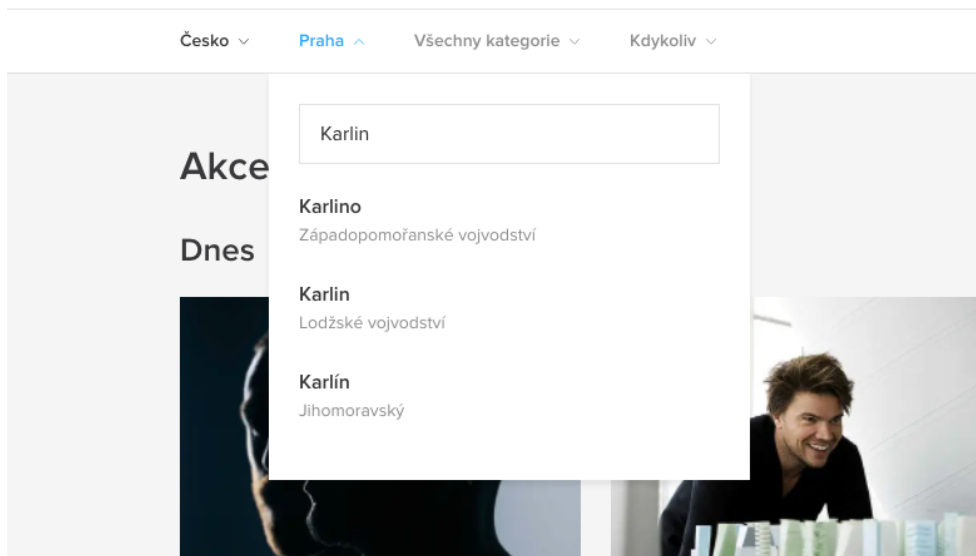 Česko
Praha
Všechny kategorie
Kdykoliv
Karlin
Akce
Dnes
Karlino
Západopomořanské vojvodství
Karlin
Lodžské vojvodství
Karlín
Jihomoravský